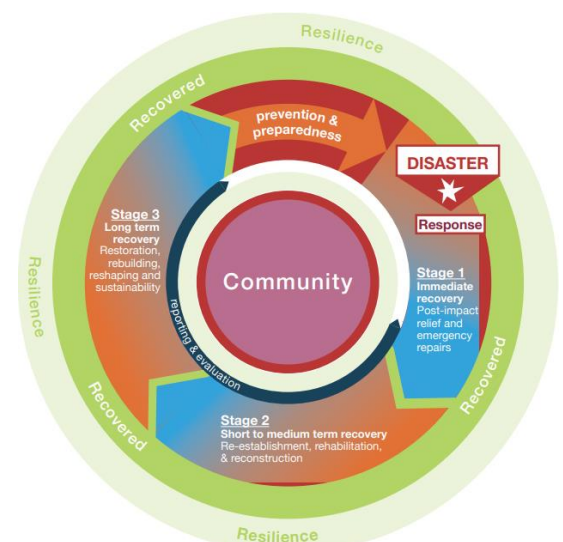 Resilience
Recovered
prevention &
preparedness
DISASTER
Response
Stage 1
Immediate
recovery
Post-impact
relief and
emergency
repairs
Recovered
Stage 2
Short to medium term recovery
Re-establishment, rehabilitation,
& reconstruction
Stage 3
Long term
recovery
Restoration,
rebuilding,
reshaping and
sustainability
Recovered
reporting & evaluation
Community
Resilience
Resilience